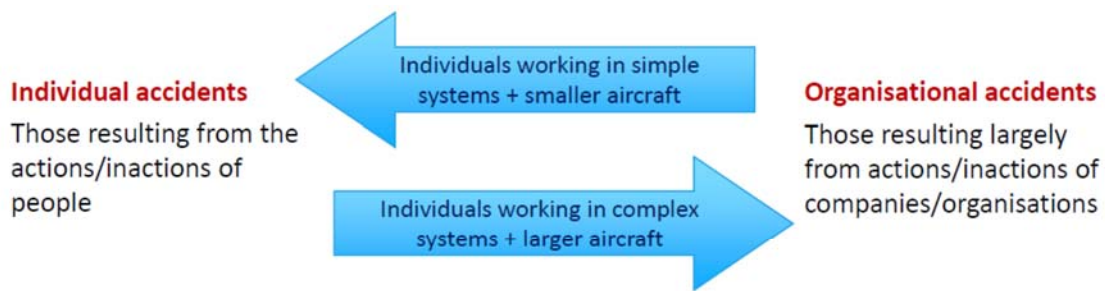 Individual accidents
Those resulting from the
actions/inactions of
people
Individuals working in simple
systems + smaller aircraft
Individuals working in complex
systems + larger aircraft
Organisational accidents
Those resulting largely
from actions/inactions of
companies/organisations